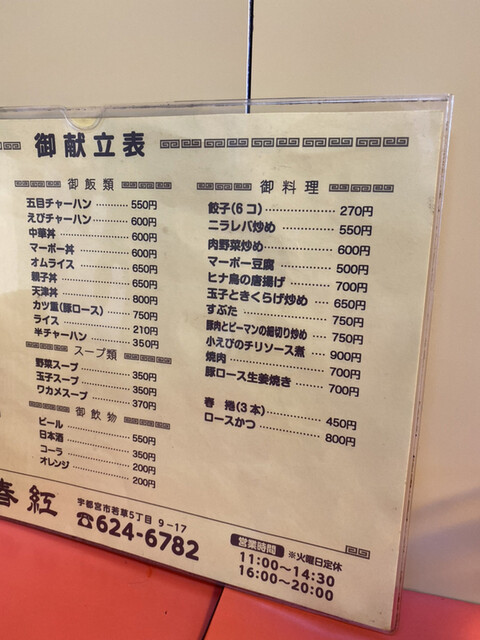 御献立表
御飯類
五目チャーハン ………… 550円
えびチャーハン ………… 600円
中華丼 ………… 600円
マーボー丼 ………… 600円
オムライス ………… 650円
親子丼 ………… 650円
天津丼 ………… 800円
カツ重(豚ロース) ……… 750円
ライス ………… 210円
半チャーハン ………… 350円
スープ類
野菜スープ ………… 350円
玉子スープ ………… 350円
ワカメスープ ………… 370円
御飲物
ビール ………… 550円
日本酒 ………… 350円
コーラ ………… 200円
オレンジ ………… 200円
御料理
餃子(6コ) ………… 270円
ニラレバ炒め ………… 550円
肉野菜炒め ………… 600円
マーボー豆腐 ………… 500円
ヒナ鳥の唐揚げ ………… 700円
玉子ときくらげ炒め …… 650円
すぶた ………… 750円
豚肉とピーマンの細切り炒め … 750円
小えびのチリソース煮 … 900円
焼肉 ………… 700円
豚ロース生姜焼き ……… 700円
春 捲(3本) ………… 450円
ロースかつ ………… 800円
春紅
宇都宮市若草5丁目 9−17
☎624-6782
営業時間 ※火曜日定休
11:00〜14:30
16:00〜20:00